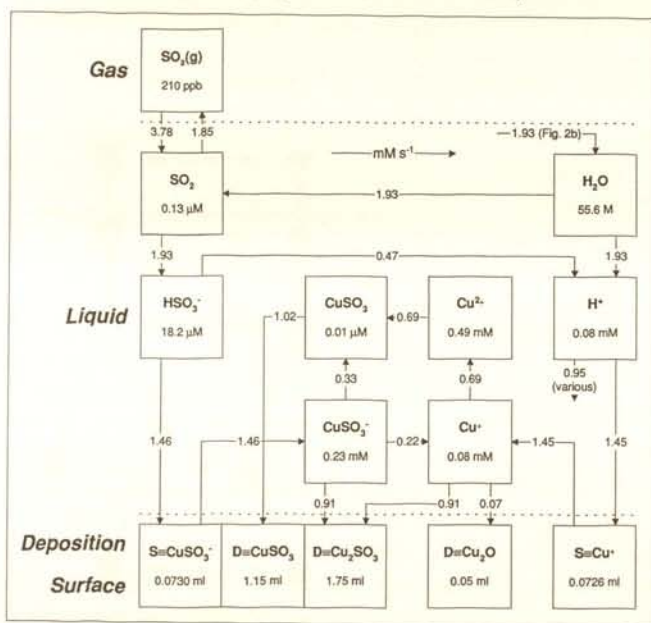 Gas
SO₂(g)
210 ppb
3.78
1.85
1.93 (Fig. 2b)
mM s⁻¹
SO₂
0.13 µM
1.93
H₂O
55.6 M
1.93
0.47
1.93
Liquid
HSO₃⁻
18.2 µM
1.02
CuSO₃
0.01 µM
0.69
Cu²⁺
0.49 mM
H⁺
0.08 mM
0.33
0.69
0.95
(various)
1.46
1.46
CuSO₃⁻
0.23 mM
0.22
Cu⁺
0.08 mM
1.45
1.45
0.91
0.91
0.07
Deposition
Surface
S≡CuSO₃⁻
0.0730 ml
D≡CuSO₃
1.15 ml
D≡Cu₂SO₃
1.75 ml
D≡Cu₂O
0.05 ml
S≡Cu⁺
0.0726 ml